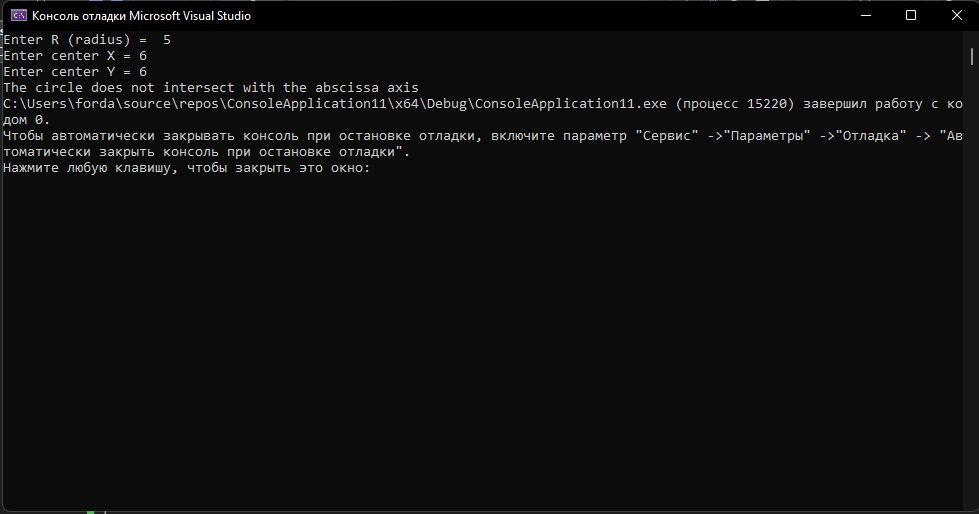 Консоль отладки Microsoft Visual Studio
Enter R (radius) =  5
Enter center X = 6
Enter center Y = 6
The circle does not intersect with the abscissa axis
C:\Users\forda\source\repos\ConsoleApplication11\x64\Debug\ConsoleApplication11.exe (процесс 15220) завершил работу с ко
дом 0.
Чтобы автоматически закрывать консоль при остановке отладки, включите параметр "Сервис" ->"Параметры" ->"Отладка" -> "Ав
томатически закрыть консоль при остановке отладки".
Нажмите любую клавишу, чтобы закрыть это окно: